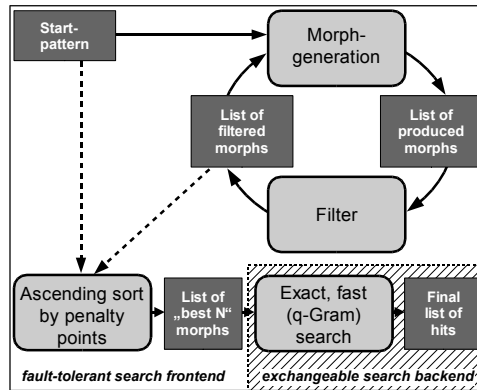 Start-
pattern
Morph-
generation
List of
filtered
morphs
List of
produced
morphs
Filter
Ascending sort
by penalty
points
List of
„best N“
morphs
Exact, fast
(q-Gram)
search
Final
list of
hits
fault-tolerant search frontend
exchangeable search backend